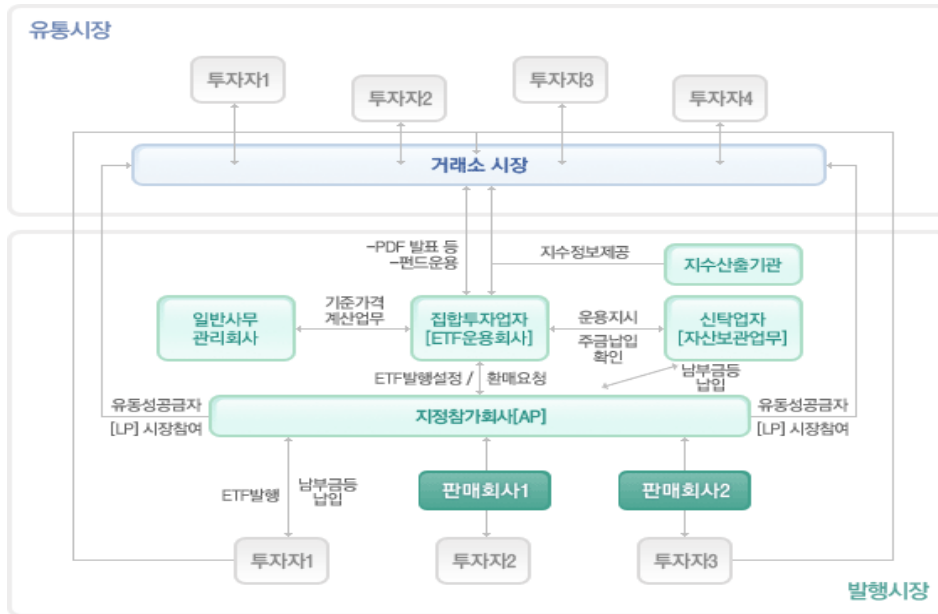 유통시장
투자자1
투자자2
투자자3
투자자4
거래소 시장
-PDF 발표 등
-펀드운용
지수정보제공
지수산출기관
일반사무
관리회사
기준가격
계산업무
집합투자업자
[ETF운용회사]
운용지시
주금납입
확인
신탁업자
[자산보관업무]
ETF발행설정 / 환매요청
남부금등
납입
유동성공급자
[LP] 시장참여
지정참가회사[AP]
유동성공급자
[LP] 시장참여
ETF발행
남부금등
납입
판매회사1
판매회사2
투자자1
투자자2
투자자3
발행시장